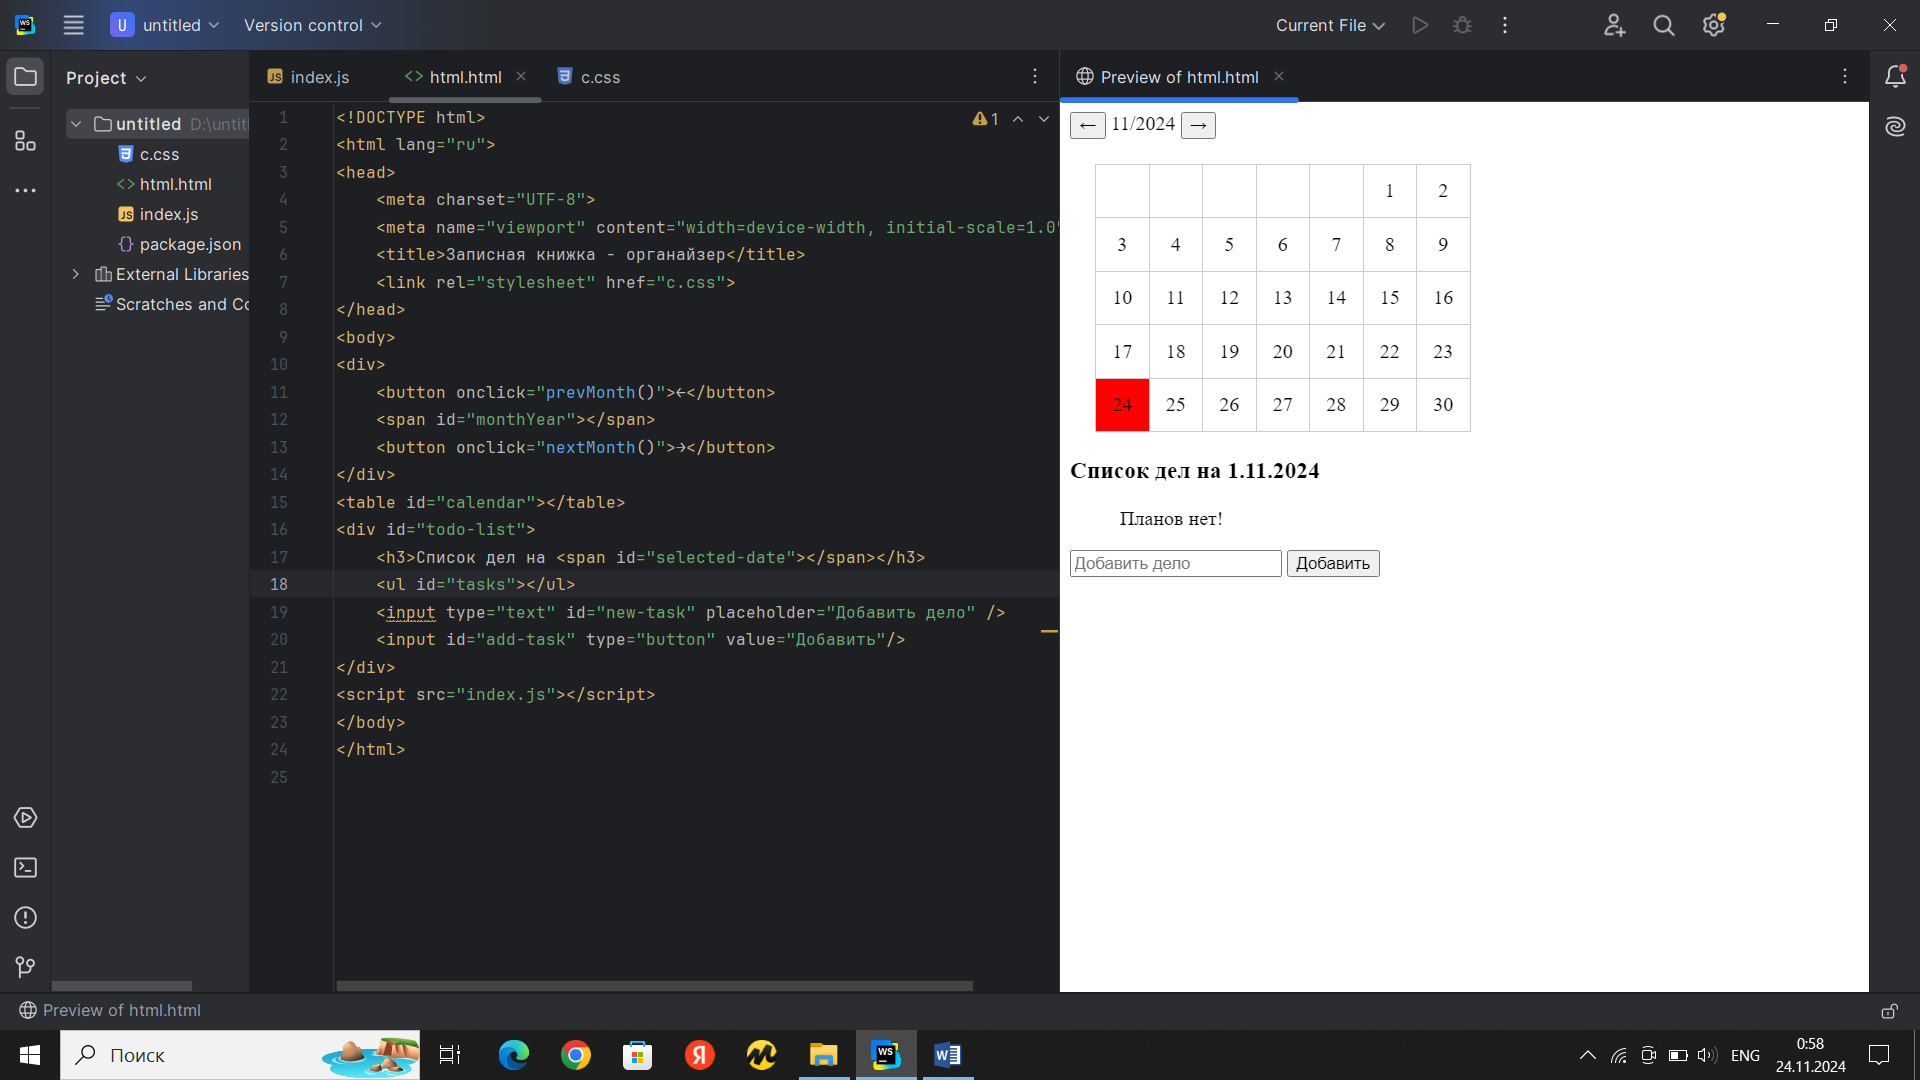 WS
U untitled Version control
Current File
Project
untitled D:\untit
c.css
html.html
index.js
package.json
External Libraries
Scratches and Co
index.js html.html c.css
1 <!DOCTYPE html>
2 <html lang="ru">
3 <head>
4 <meta charset="UTF-8">
5 <meta name="viewport" content="width=device-width, initial-scale=1.0"
6 <title>Записная книжка - органайзер</title>
7 <link rel="stylesheet" href="c.css">
8 </head>
9 <body>
10 <div>
11 <button onclick="prevMonth()">←</button>
12 <span id="monthYear"></span>
13 <button onclick="nextMonth()">→</button>
14 </div>
15 <table id="calendar"></table>
16 <div id="todo-list">
17 <h3>Список дел на <span id="selected-date"></span></h3>
18 <ul id="tasks"></ul>
19 <input type="text" id="new-task" placeholder="Добавить дело" />
20 <input id="add-task" type="button" value="Добавить"/>
21 </div>
22 <script src="index.js"></script>
23 </body>
24 </html>
25
1
Preview of html.html
← 11/2024 →
1 2
3 4 5 6 7 8 9
10 11 12 13 14 15 16
17 18 19 20 21 22 23
24 25 26 27 28 29 30
Список дел на 1.11.2024
Планов нет!
Добавить дело Добавить
Preview of html.html
Поиск
Я
WS
ENG
0:58
24.11.2024